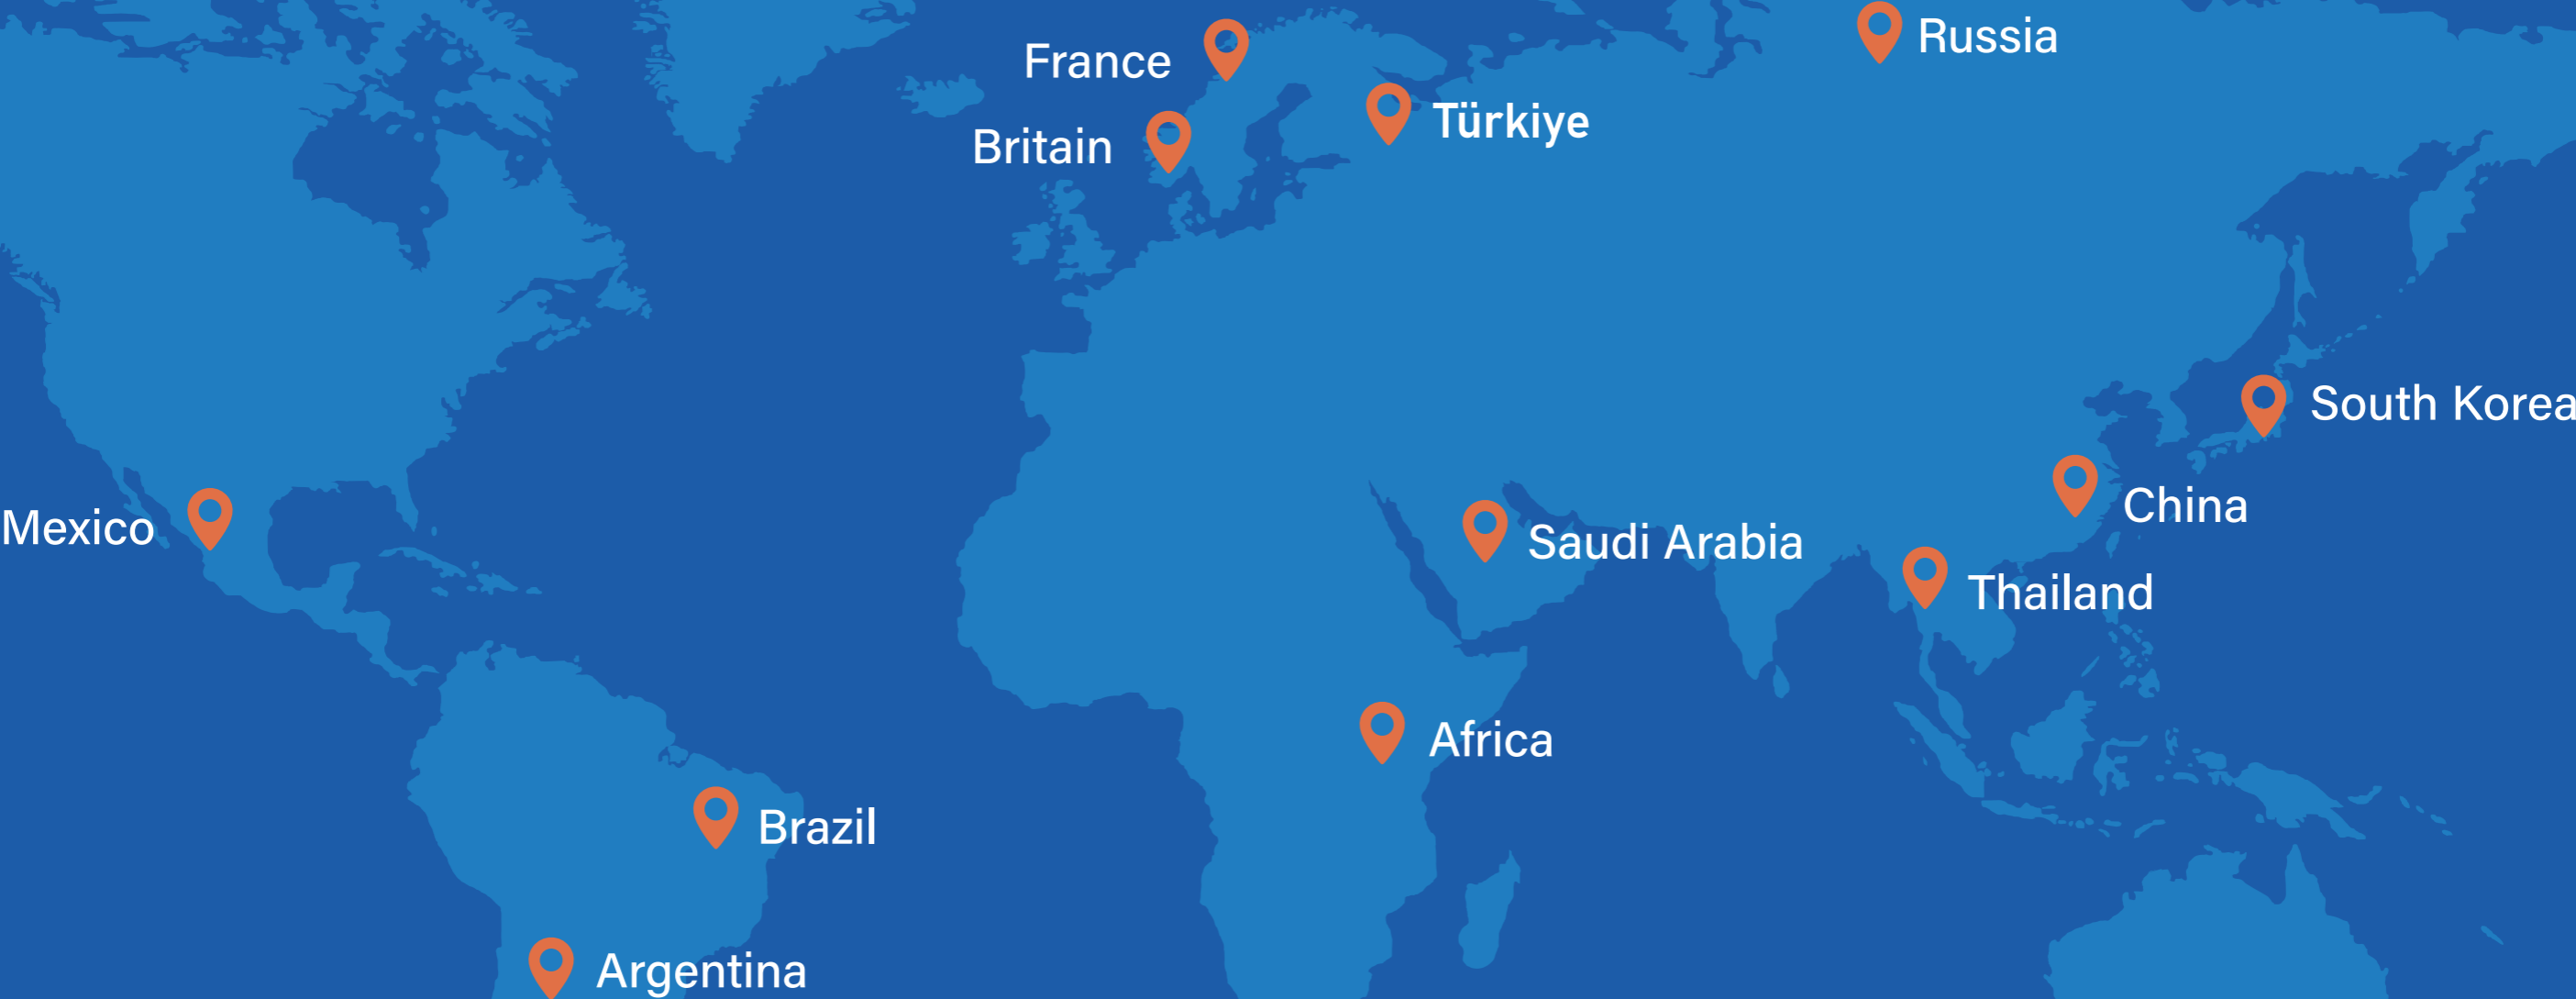 Russia
France
Türkiye
Britain
South Korea
China
Mexico
Saudi Arabia
Thailand
Africa
Brazil
Argentina